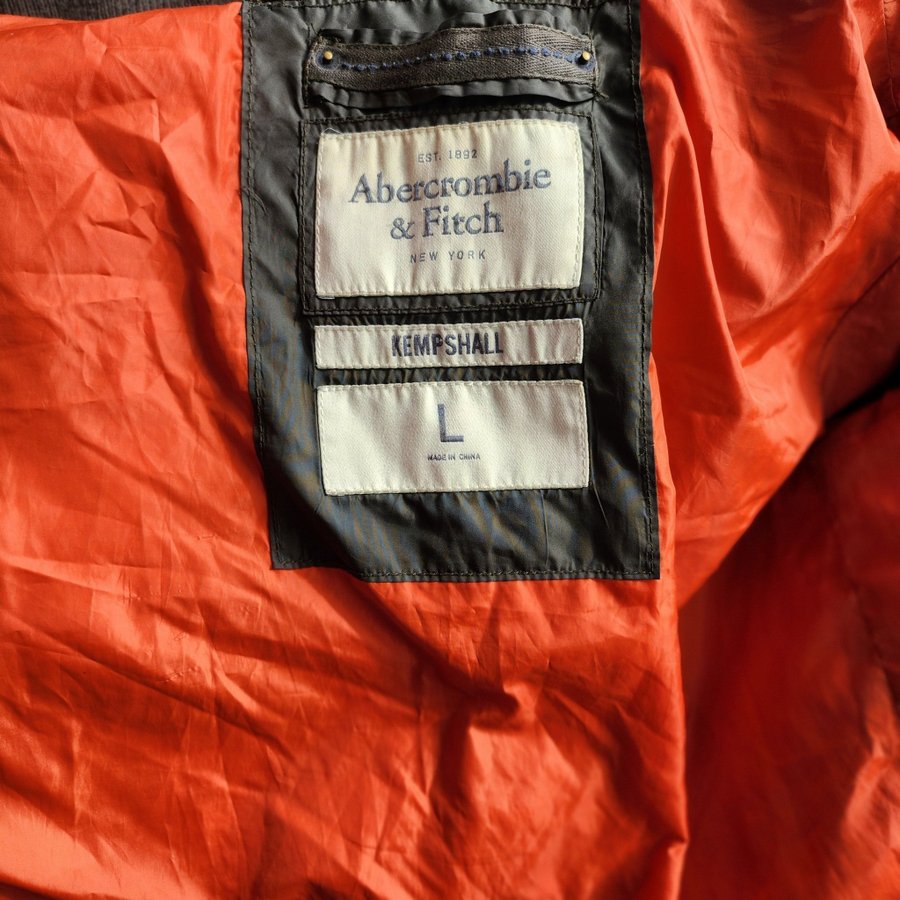 EST. 1892
Abercrombie
& Fitch
NEW YORK
KEMPSHALL
L
MADE IN CHINA